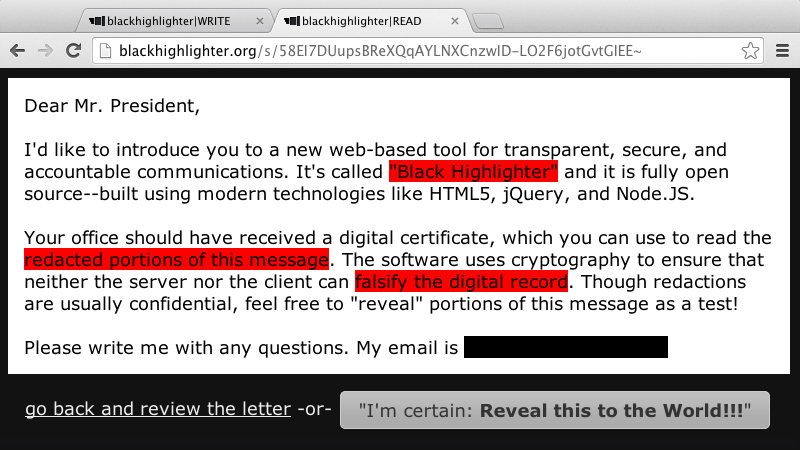 blackhighlighter|WRITE
blackhighlighter|READ
blackhighlighter.org/s/58El7DUupsBReXQqAYLNXCnzwID-LO2F6jotGvtGIEE~
Dear Mr. President,
I'd like to introduce you to a new web-based tool for transparent, secure, and
accountable communications. It's called "Black Highlighter" and it is fully open
source--built using modern technologies like HTML5, jQuery, and Node.JS.
Your office should have received a digital certificate, which you can use to read the
redacted portions of this message. The software uses cryptography to ensure that
neither the server nor the client can falsify the digital record. Though redactions
are usually confidential, feel free to "reveal" portions of this message as a test!
Please write me with any questions. My email is
go back and review the letter -or- "I'm certain: Reveal this to the World!!!"